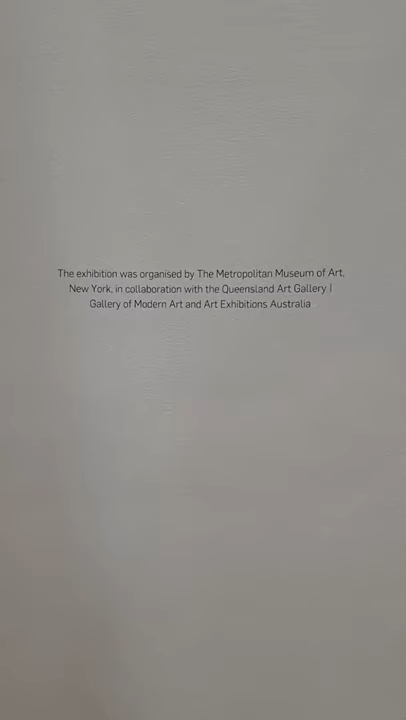 The exhibition was organised by The Metropolitan Museum of Art,
New York, in collaboration with the Queensland Art Gallery |
Gallery of Modern Art and Art Exhibitions Australia